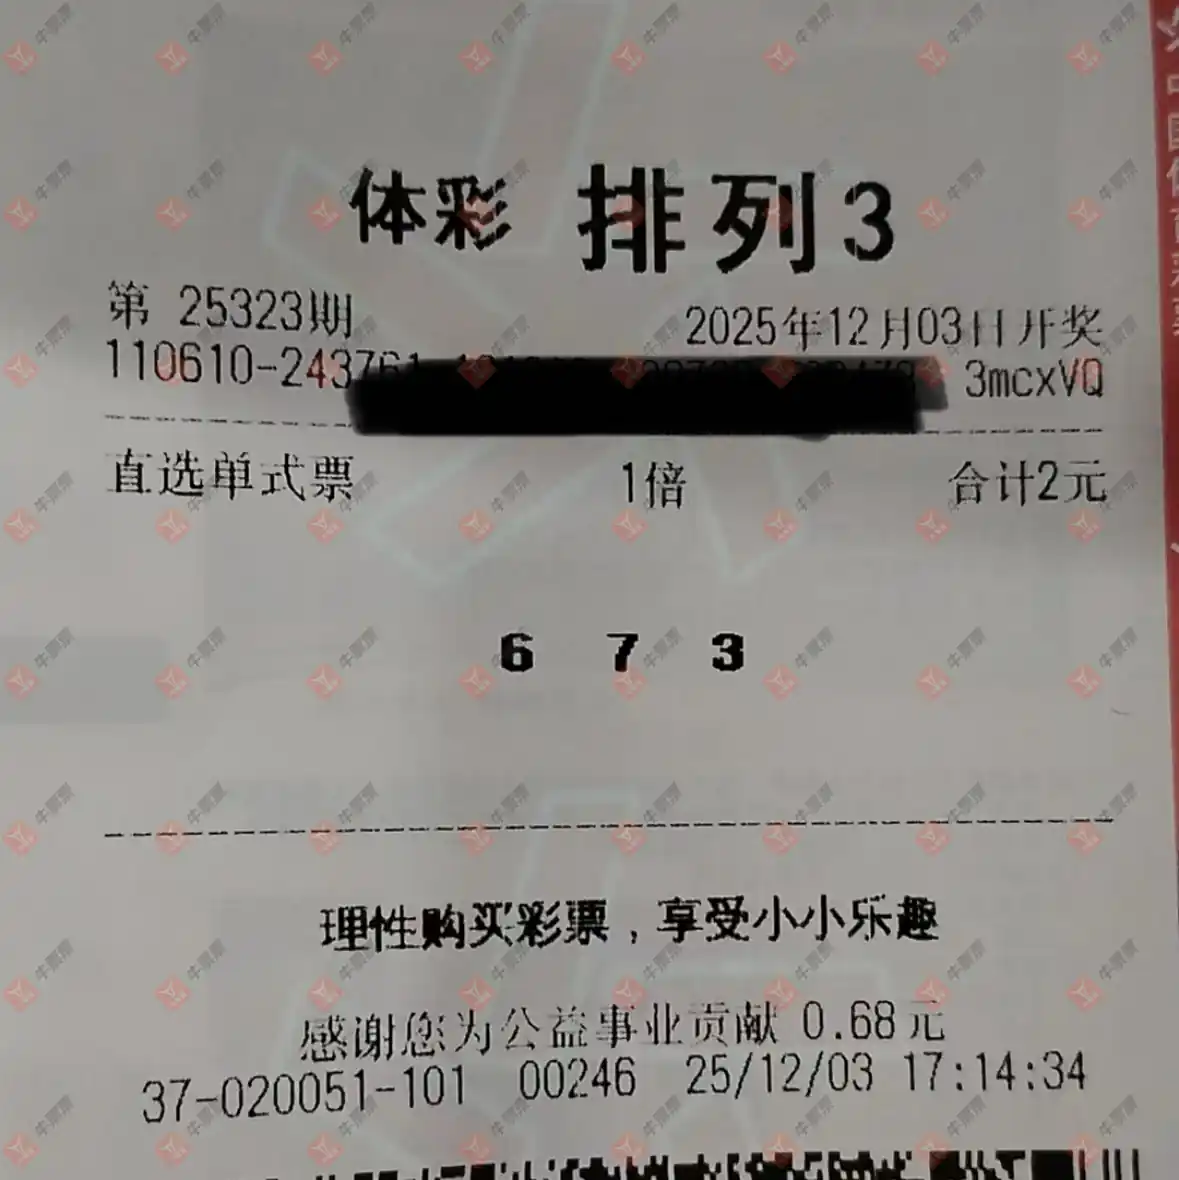 体彩 排列3
第 25323期 2025年12月03日开奖
110610-243761 3mcxVQ
直选单式票 1倍 合计2元
6 7 3
理性购买彩票，享受小小乐趣
感谢您为公益事业贡献 0.68元
37-020051-101 00246 25/12/03 17:14:34
牛票票